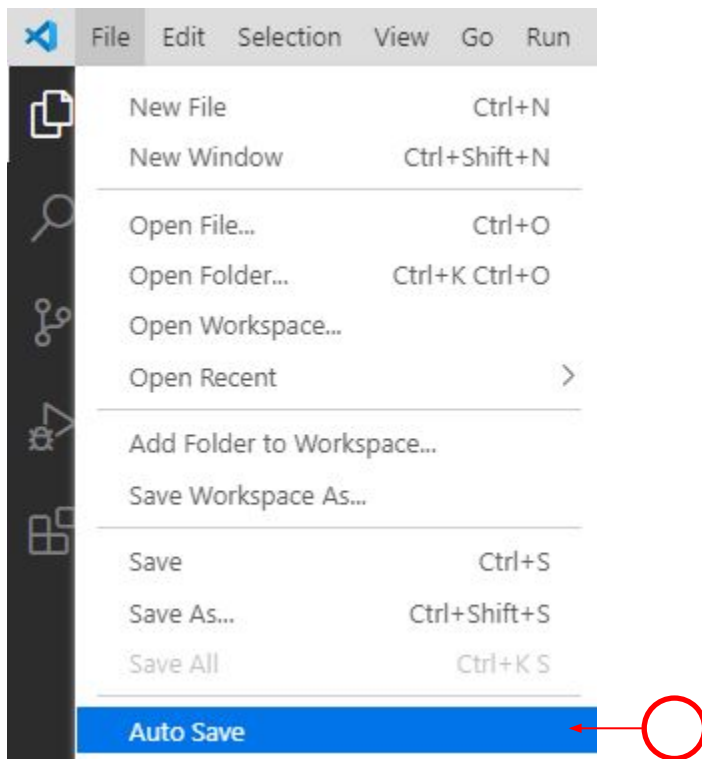 File Edit Selection View Go Run
New File Ctrl+N
New Window Ctrl+Shift+N
Open File... Ctrl+O
Open Folder... Ctrl+K Ctrl+O
Open Workspace...
Open Recent
Add Folder to Workspace...
Save Workspace As...
Save Ctrl+S
Save As... Ctrl+Shift+S
Save All Ctrl+K S
Auto Save